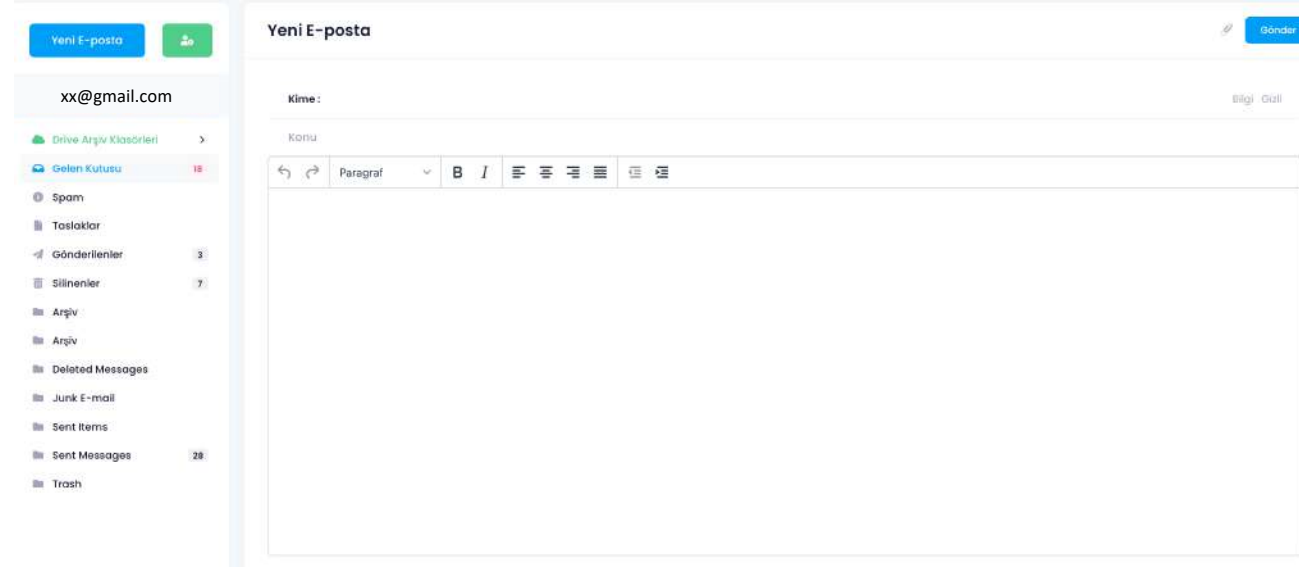 Yeni E-posta
xx@gmail.com
Drive Arşiv Klasörleri
Gelen Kutusu 18
Spam
Taslaklar
Gönderilenler 3
Silinenler 7
Arşiv
Arşiv
Deleted Messages
Junk E-mail
Sent Items
Sent Messages 28
Trash
Yeni E-posta
Gönder
Kime :
Bilgi Gizli
Konu
Paragraf B I